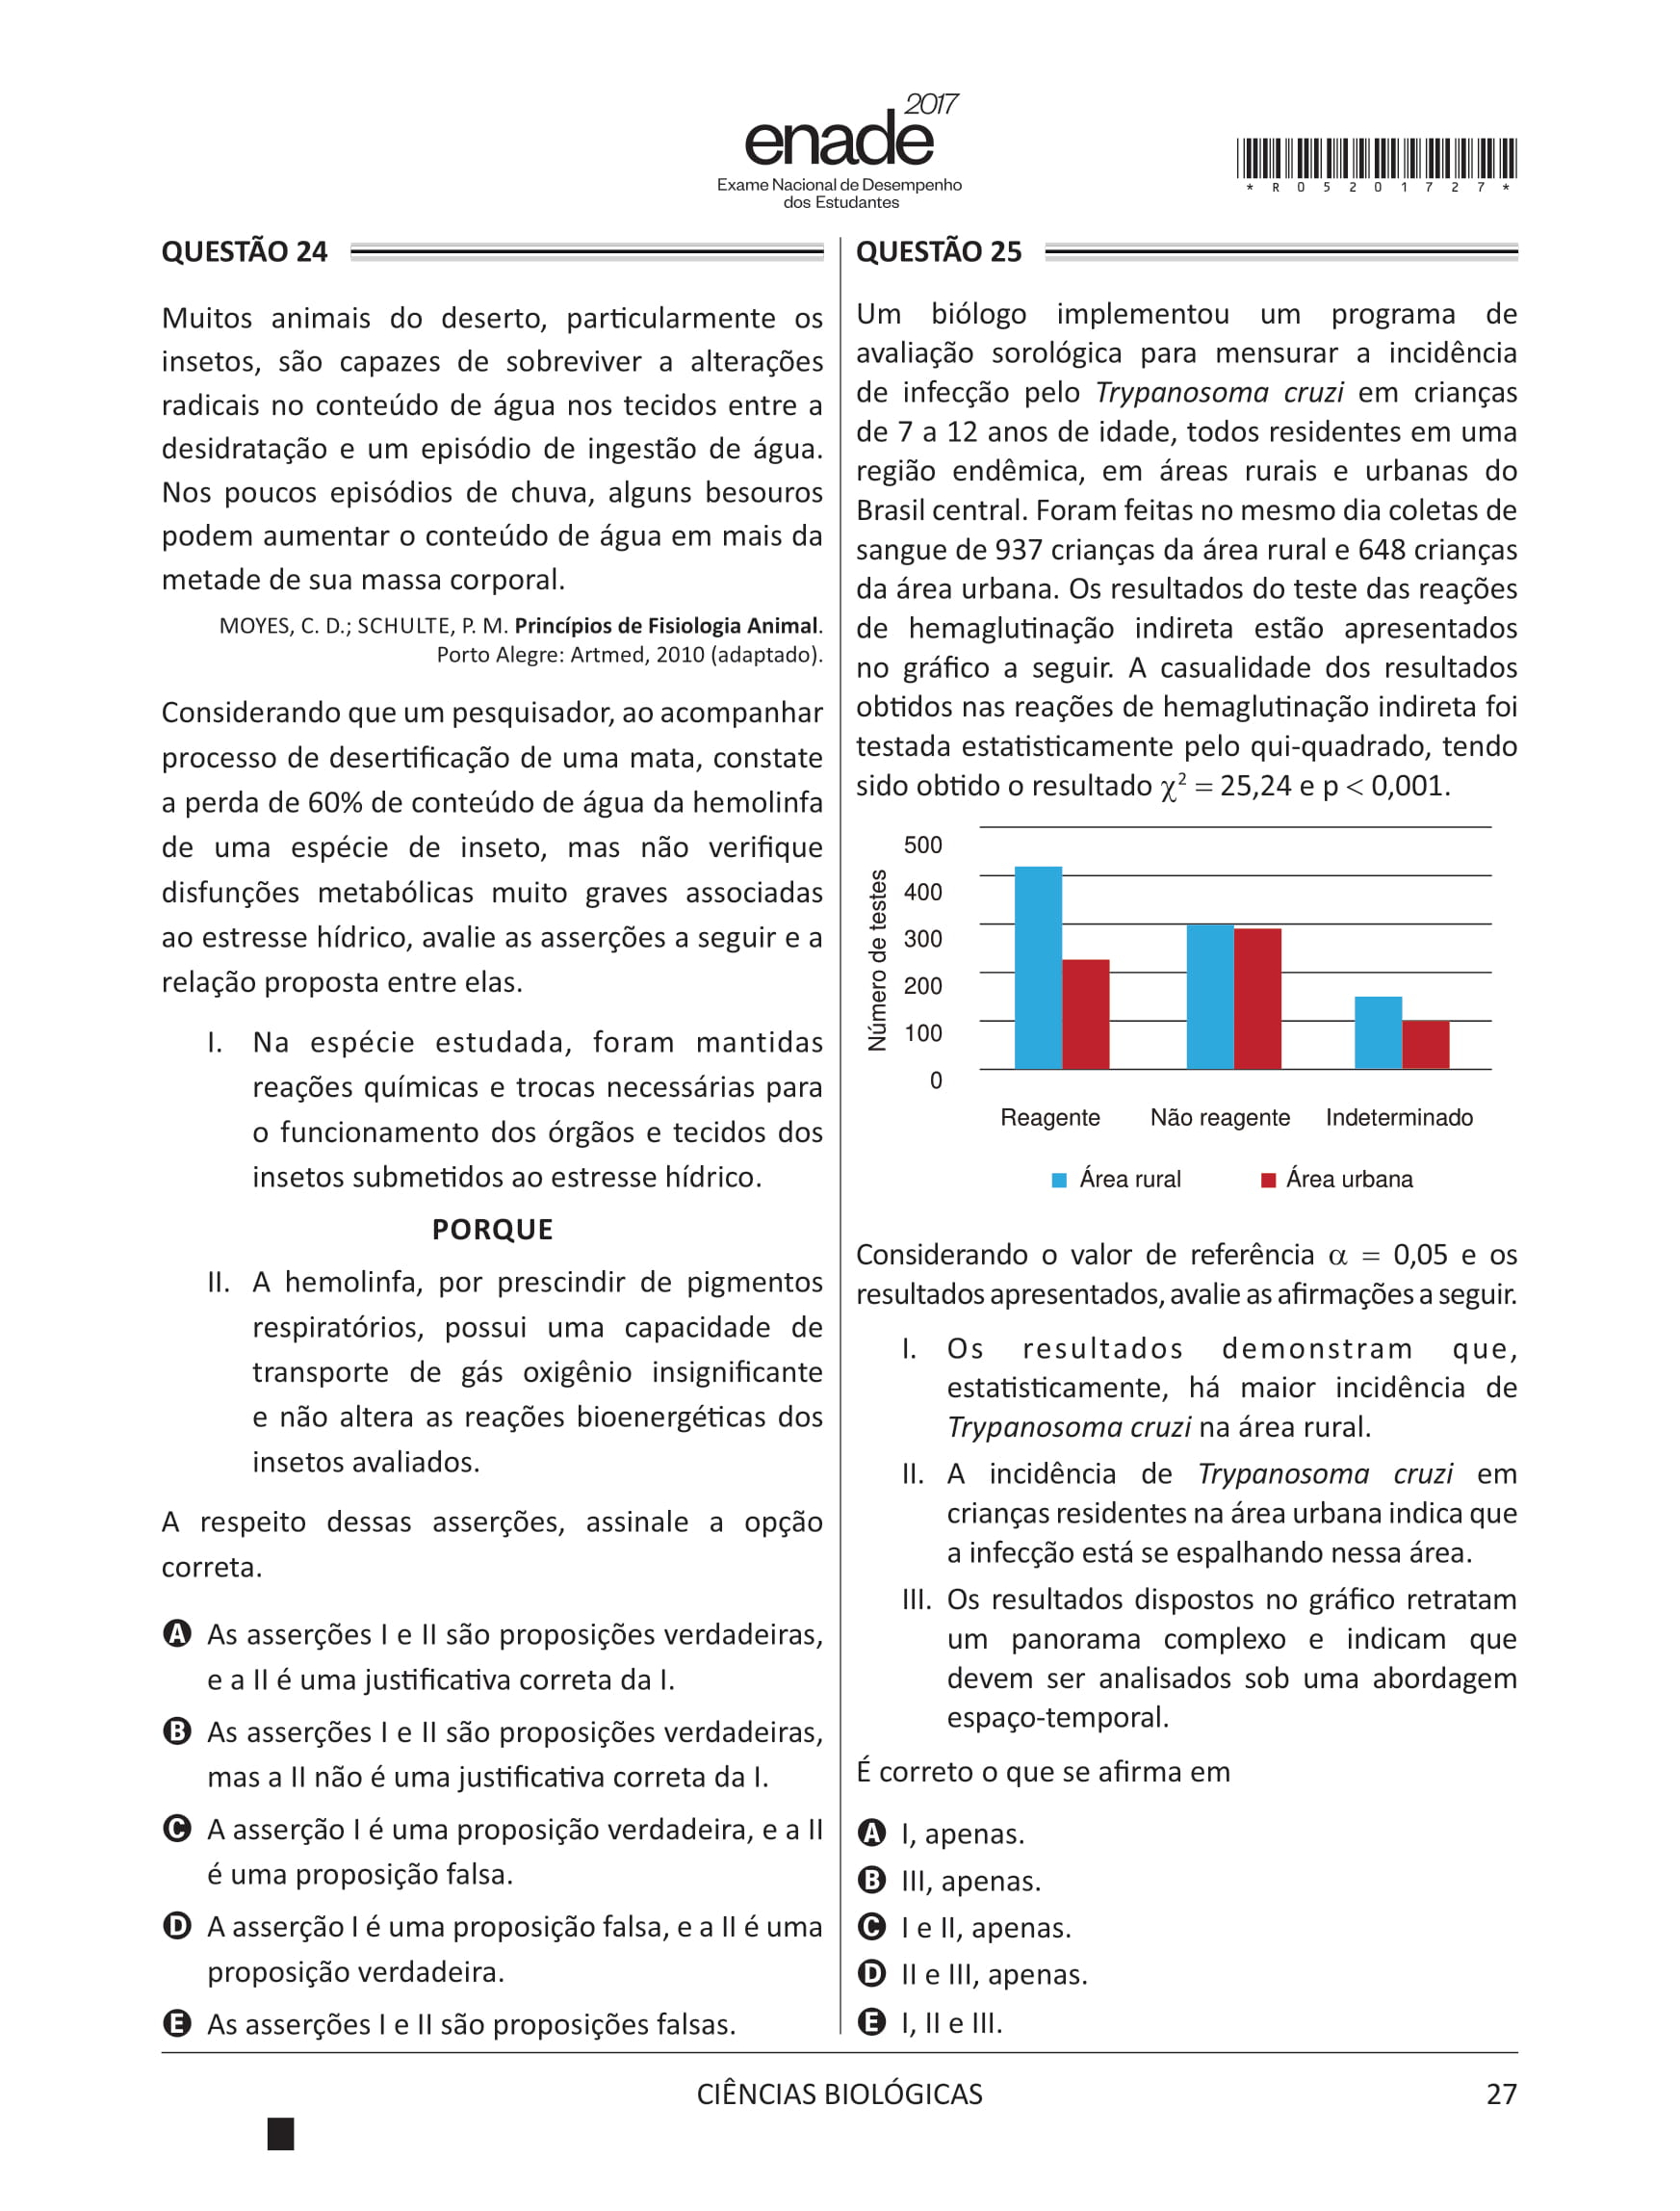 2017
enade
Exame Nacional de Desempenho
dos Estudantes
* R 0 5 2 0 1 7 2 7 *
QUESTÃO 24
Muitos animais do deserto, particularmente os
insetos, são capazes de sobreviver a alterações
radicais no conteúdo de água nos tecidos entre a
desidratação e um episódio de ingestão de água.
Nos poucos episódios de chuva, alguns besouros
podem aumentar o conteúdo de água em mais da
metade de sua massa corporal.
MOYES, C. D.; SCHULTE, P. M. Princípios de Fisiologia Animal.
Porto Alegre: Artmed, 2010 (adaptado).
Considerando que um pesquisador, ao acompanhar
processo de desertificação de uma mata, constate
a perda de 60% de conteúdo de água da hemolinfa
de uma espécie de inseto, mas não verifique
disfunções metabólicas muito graves associadas
ao estresse hídrico, avalie as asserções a seguir e a
relação proposta entre elas.
I. Na espécie estudada, foram mantidas
reações químicas e trocas necessárias para
o funcionamento dos órgãos e tecidos dos
insetos submetidos ao estresse hídrico.
PORQUE
II. A hemolinfa, por prescindir de pigmentos
respiratórios, possui uma capacidade de
transporte de gás oxigênio insignificante
e não altera as reações bioenergéticas dos
insetos avaliados.
A respeito dessas asserções, assinale a opção
correta.
A As asserções I e II são proposições verdadeiras,
e a II é uma justificativa correta da I.
B As asserções I e II são proposições verdadeiras,
mas a II não é uma justificativa correta da I.
C A asserção I é uma proposição verdadeira, e a II
é uma proposição falsa.
D A asserção I é uma proposição falsa, e a II é uma
proposição verdadeira.
E As asserções I e II são proposições falsas.
QUESTÃO 25
Um biólogo implementou um programa de
avaliação sorológica para mensurar a incidência
de infecção pelo Trypanosoma cruzi em crianças
de 7 a 12 anos de idade, todos residentes em uma
região endêmica, em áreas rurais e urbanas do
Brasil central. Foram feitas no mesmo dia coletas de
sangue de 937 crianças da área rural e 648 crianças
da área urbana. Os resultados do teste das reações
de hemaglutinação indireta estão apresentados
no gráfico a seguir. A casualidade dos resultados
obtidos nas reações de hemaglutinação indireta foi
testada estatisticamente pelo qui-quadrado, tendo
sido obtido o resultado χ² = 25,24 e p < 0,001.
Número de testes
500
400
300
200
100
0
Reagente Não reagente Indeterminado
Área rural Área urbana
Considerando o valor de referência α = 0,05 e os
resultados apresentados, avalie as afirmações a seguir.
I. Os resultados demonstram que,
estatisticamente, há maior incidência de
Trypanosoma cruzi na área rural.
II. A incidência de Trypanosoma cruzi em
crianças residentes na área urbana indica que
a infecção está se espalhando nessa área.
III. Os resultados dispostos no gráfico retratam
um panorama complexo e indicam que
devem ser analisados sob uma abordagem
espaço-temporal.
É correto o que se afirma em
A I, apenas.
B III, apenas.
C I e II, apenas.
D II e III, apenas.
E I, II e III.
CIÊNCIAS BIOLÓGICAS
27